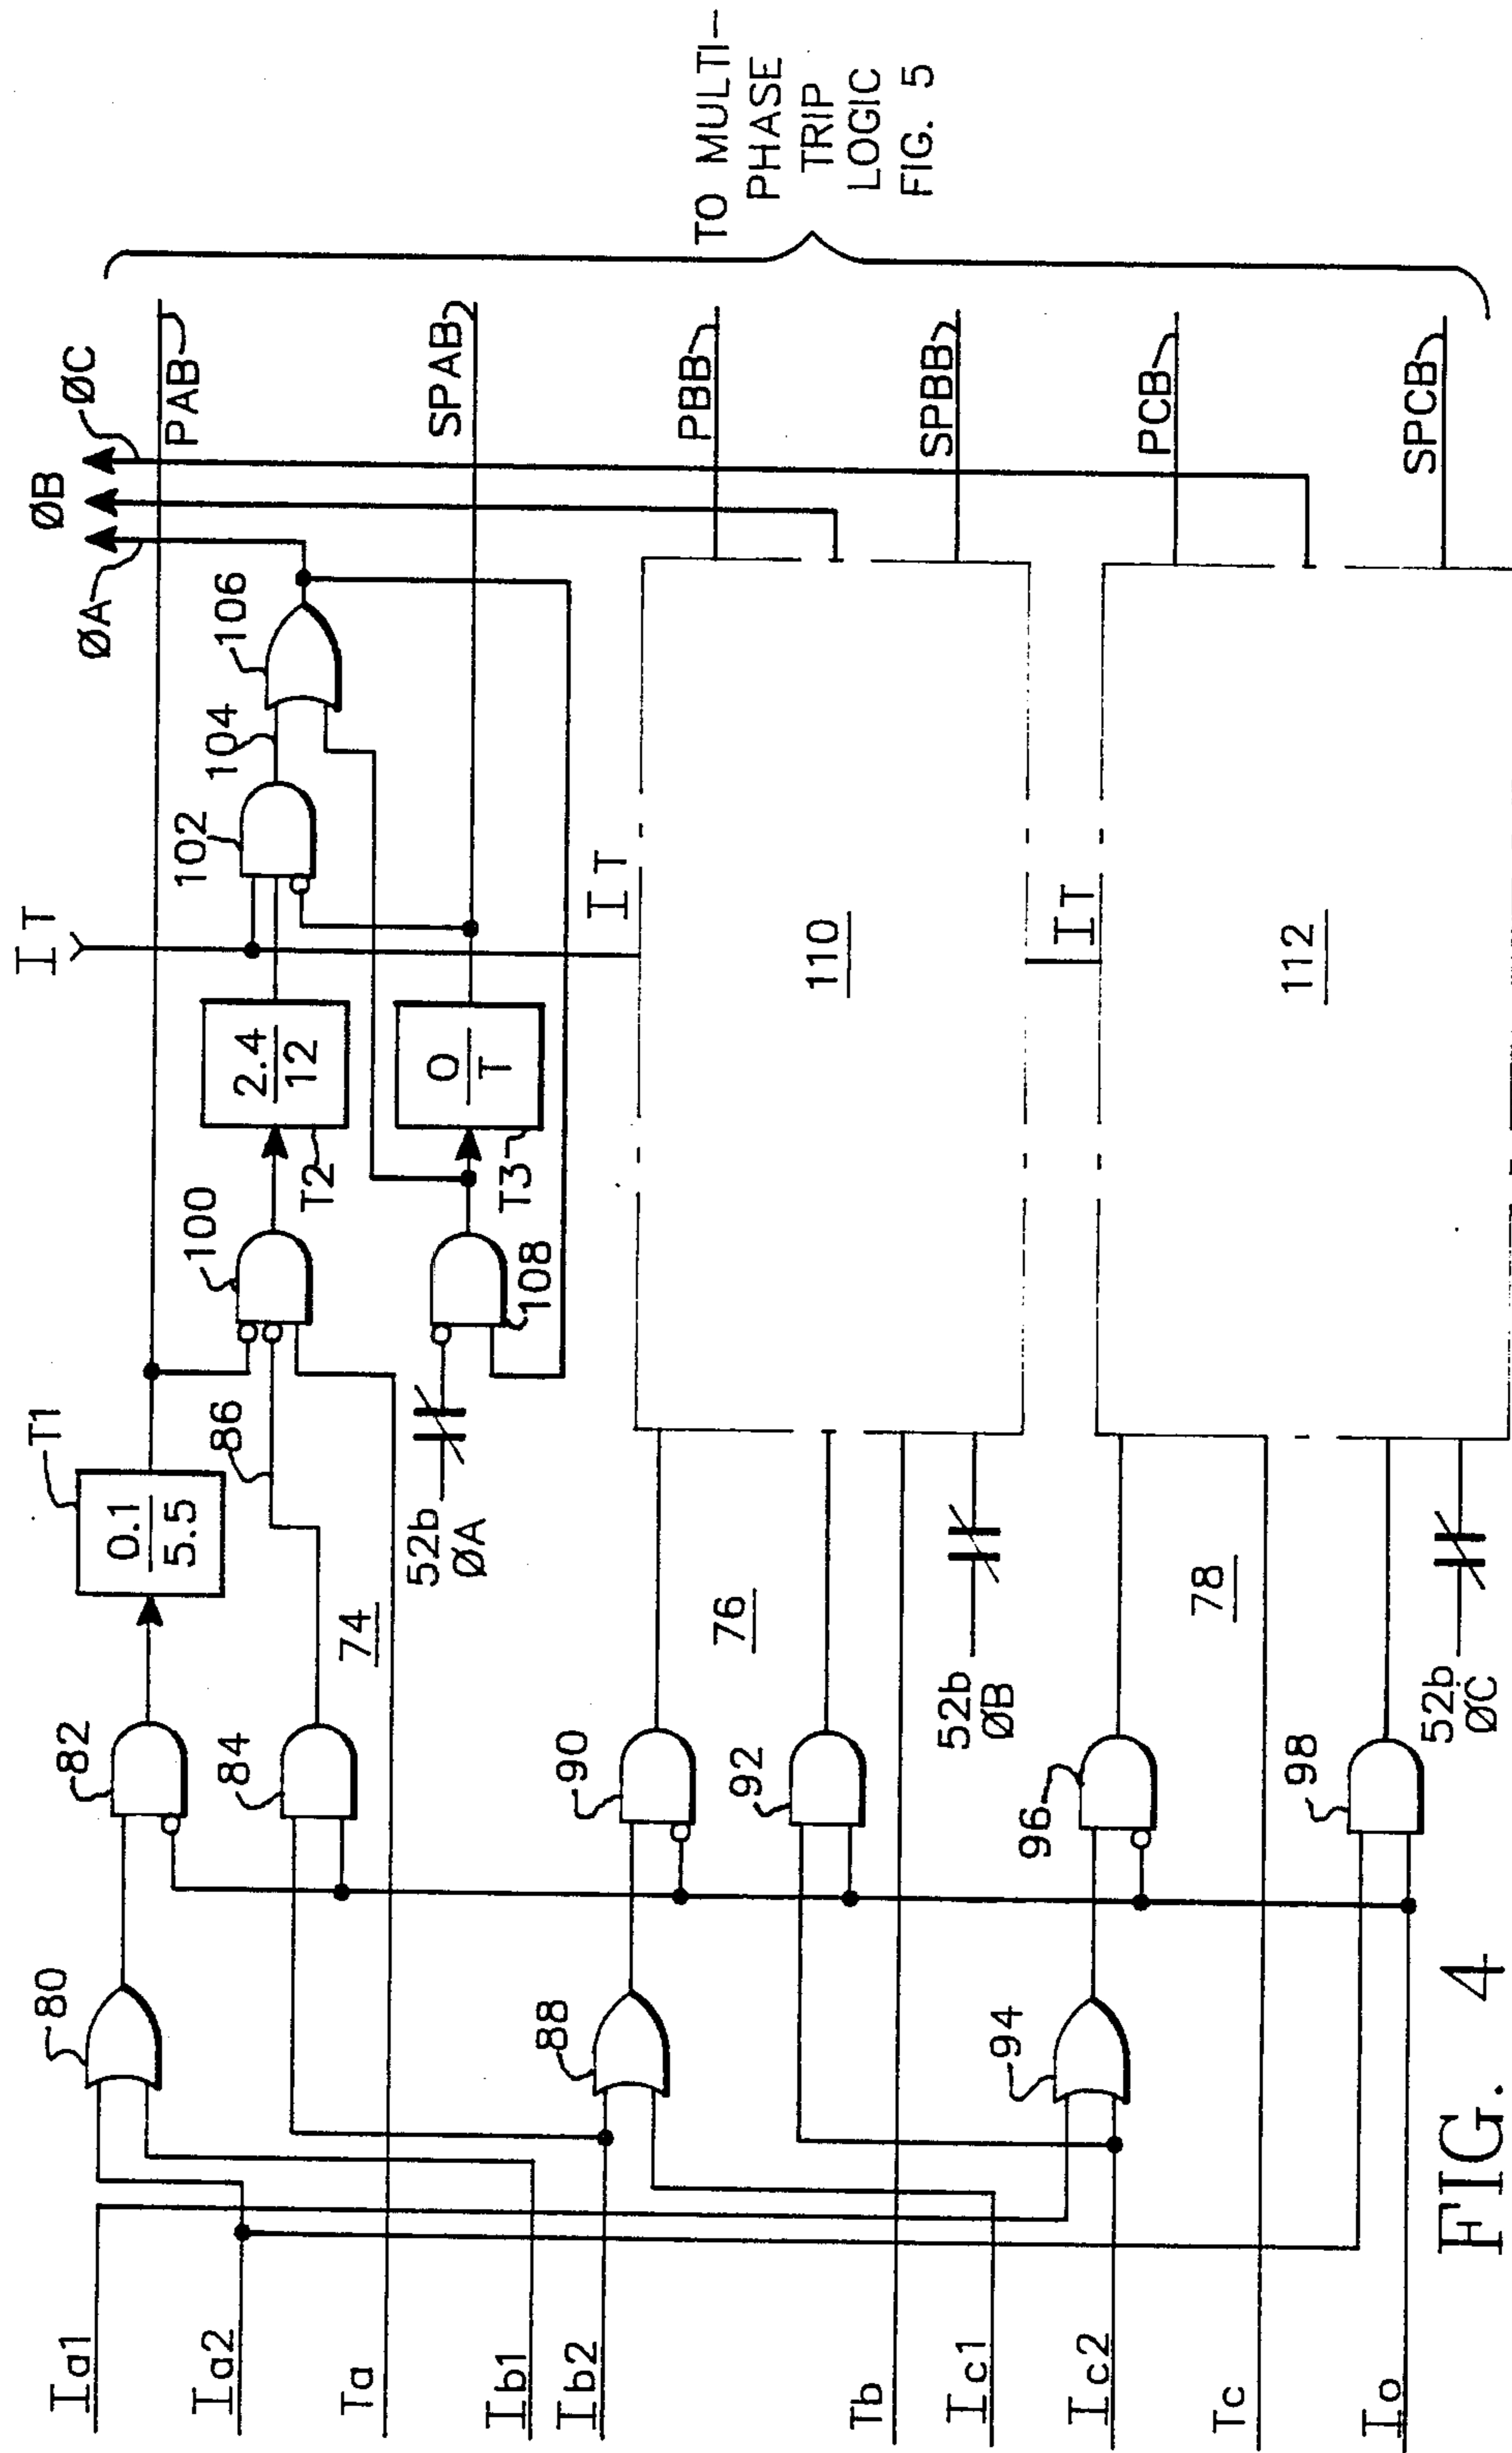 Ia1
Ia2
Ta
Ib1
Ib2
Tb
Ic1
Ic2
Tc
Io
80
82
84
T1
0.1
5.5
86
74
100
T2
2.4
12
102
104
106
IT
52b
ØA
108
T3
0
T
ØA
ØB
ØC
PAB
SPAB
88
90
92
76
52b
ØB
110
IT
PBB
SPBB
94
96
98
78
52b
ØC
112
IT
PCB
SPCB
TO MULTI-
PHASE
TRIP
LOGIC
FIG. 5
FIG. 4